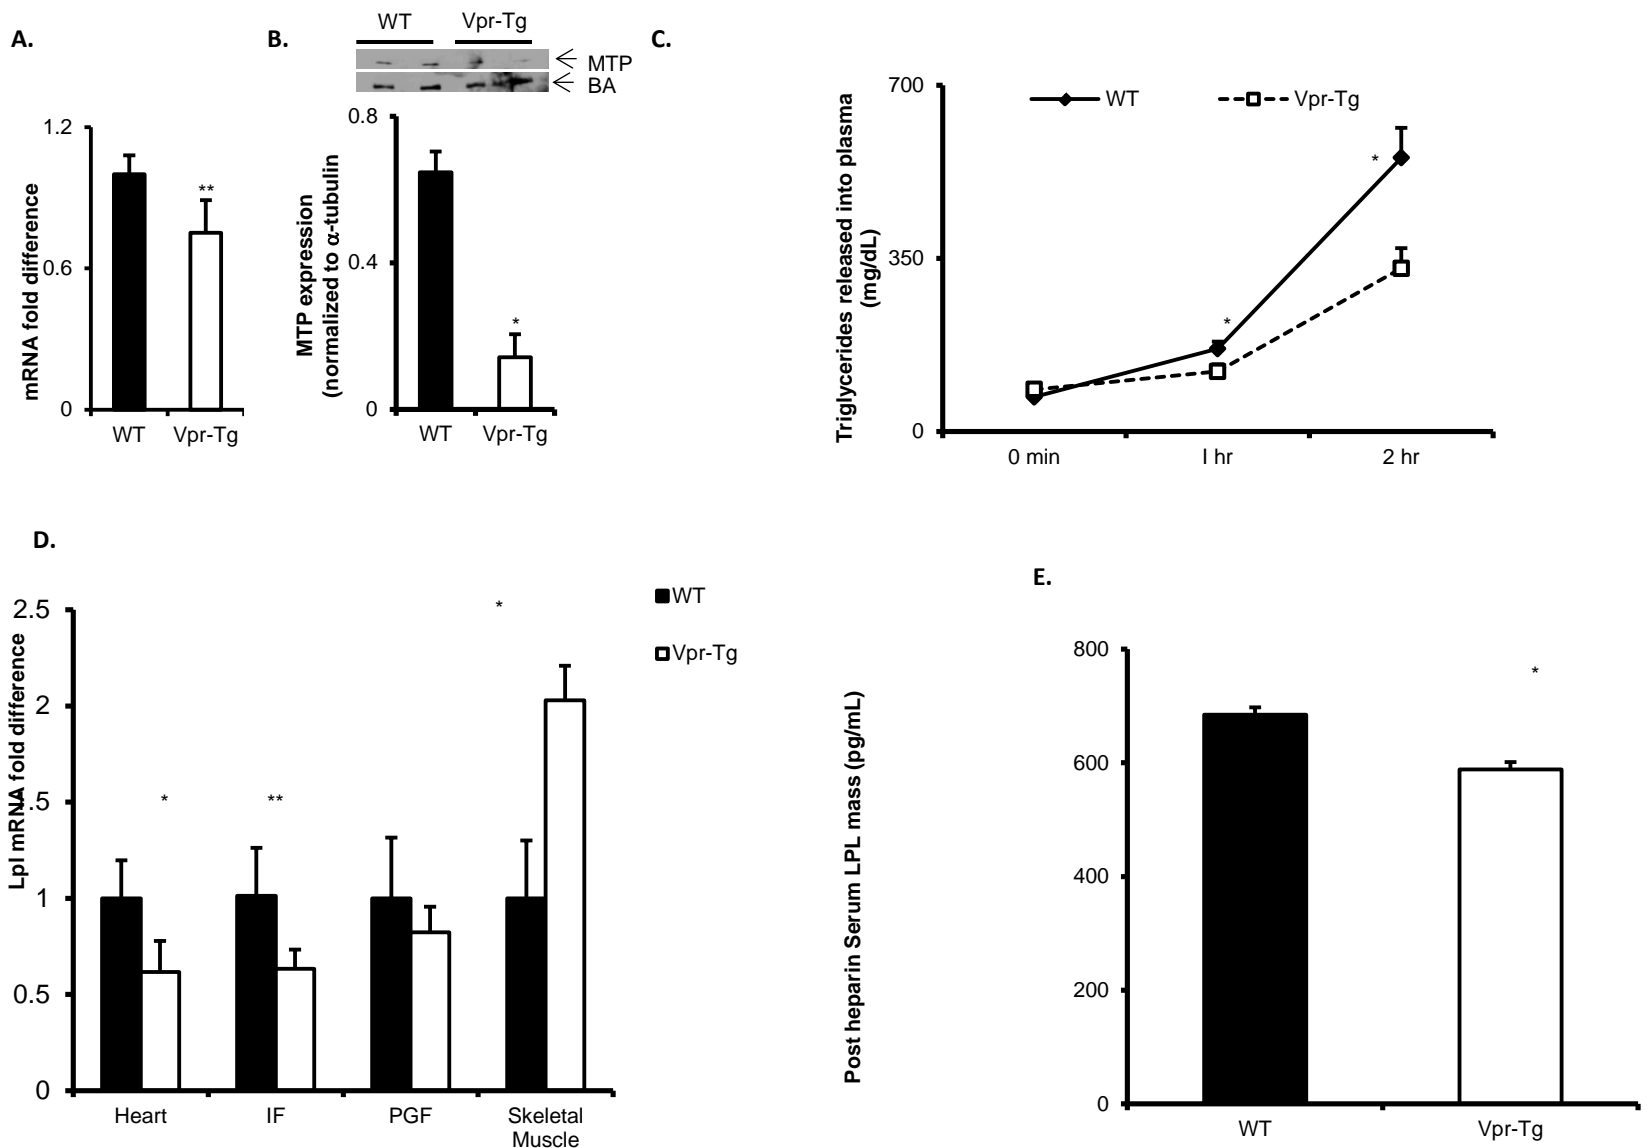 A.
1.2
0.6
0
mRNA fold difference
**
WT
Vpr-Tg
B.
WT
Vpr-Tg
MTP
BA
0.8
0.4
0
MTP expression
(normalized to α-tubulin
*
WT
Vpr-Tg
C.
700
350
0
Triglycerides released into plasma
(mg/dL)
WT
Vpr-Tg
*
*
0 min
I hr
2 hr
D.
2.5
2
1.5
1
0.5
0
Lpl mRNA fold difference
*
**
*
WT
Vpr-Tg
Heart
IF
PGF
Skeletal
Muscle
E.
800
600
400
200
0
Post heparin Serum LPL mass (pg/mL)
*
WT
Vpr-Tg